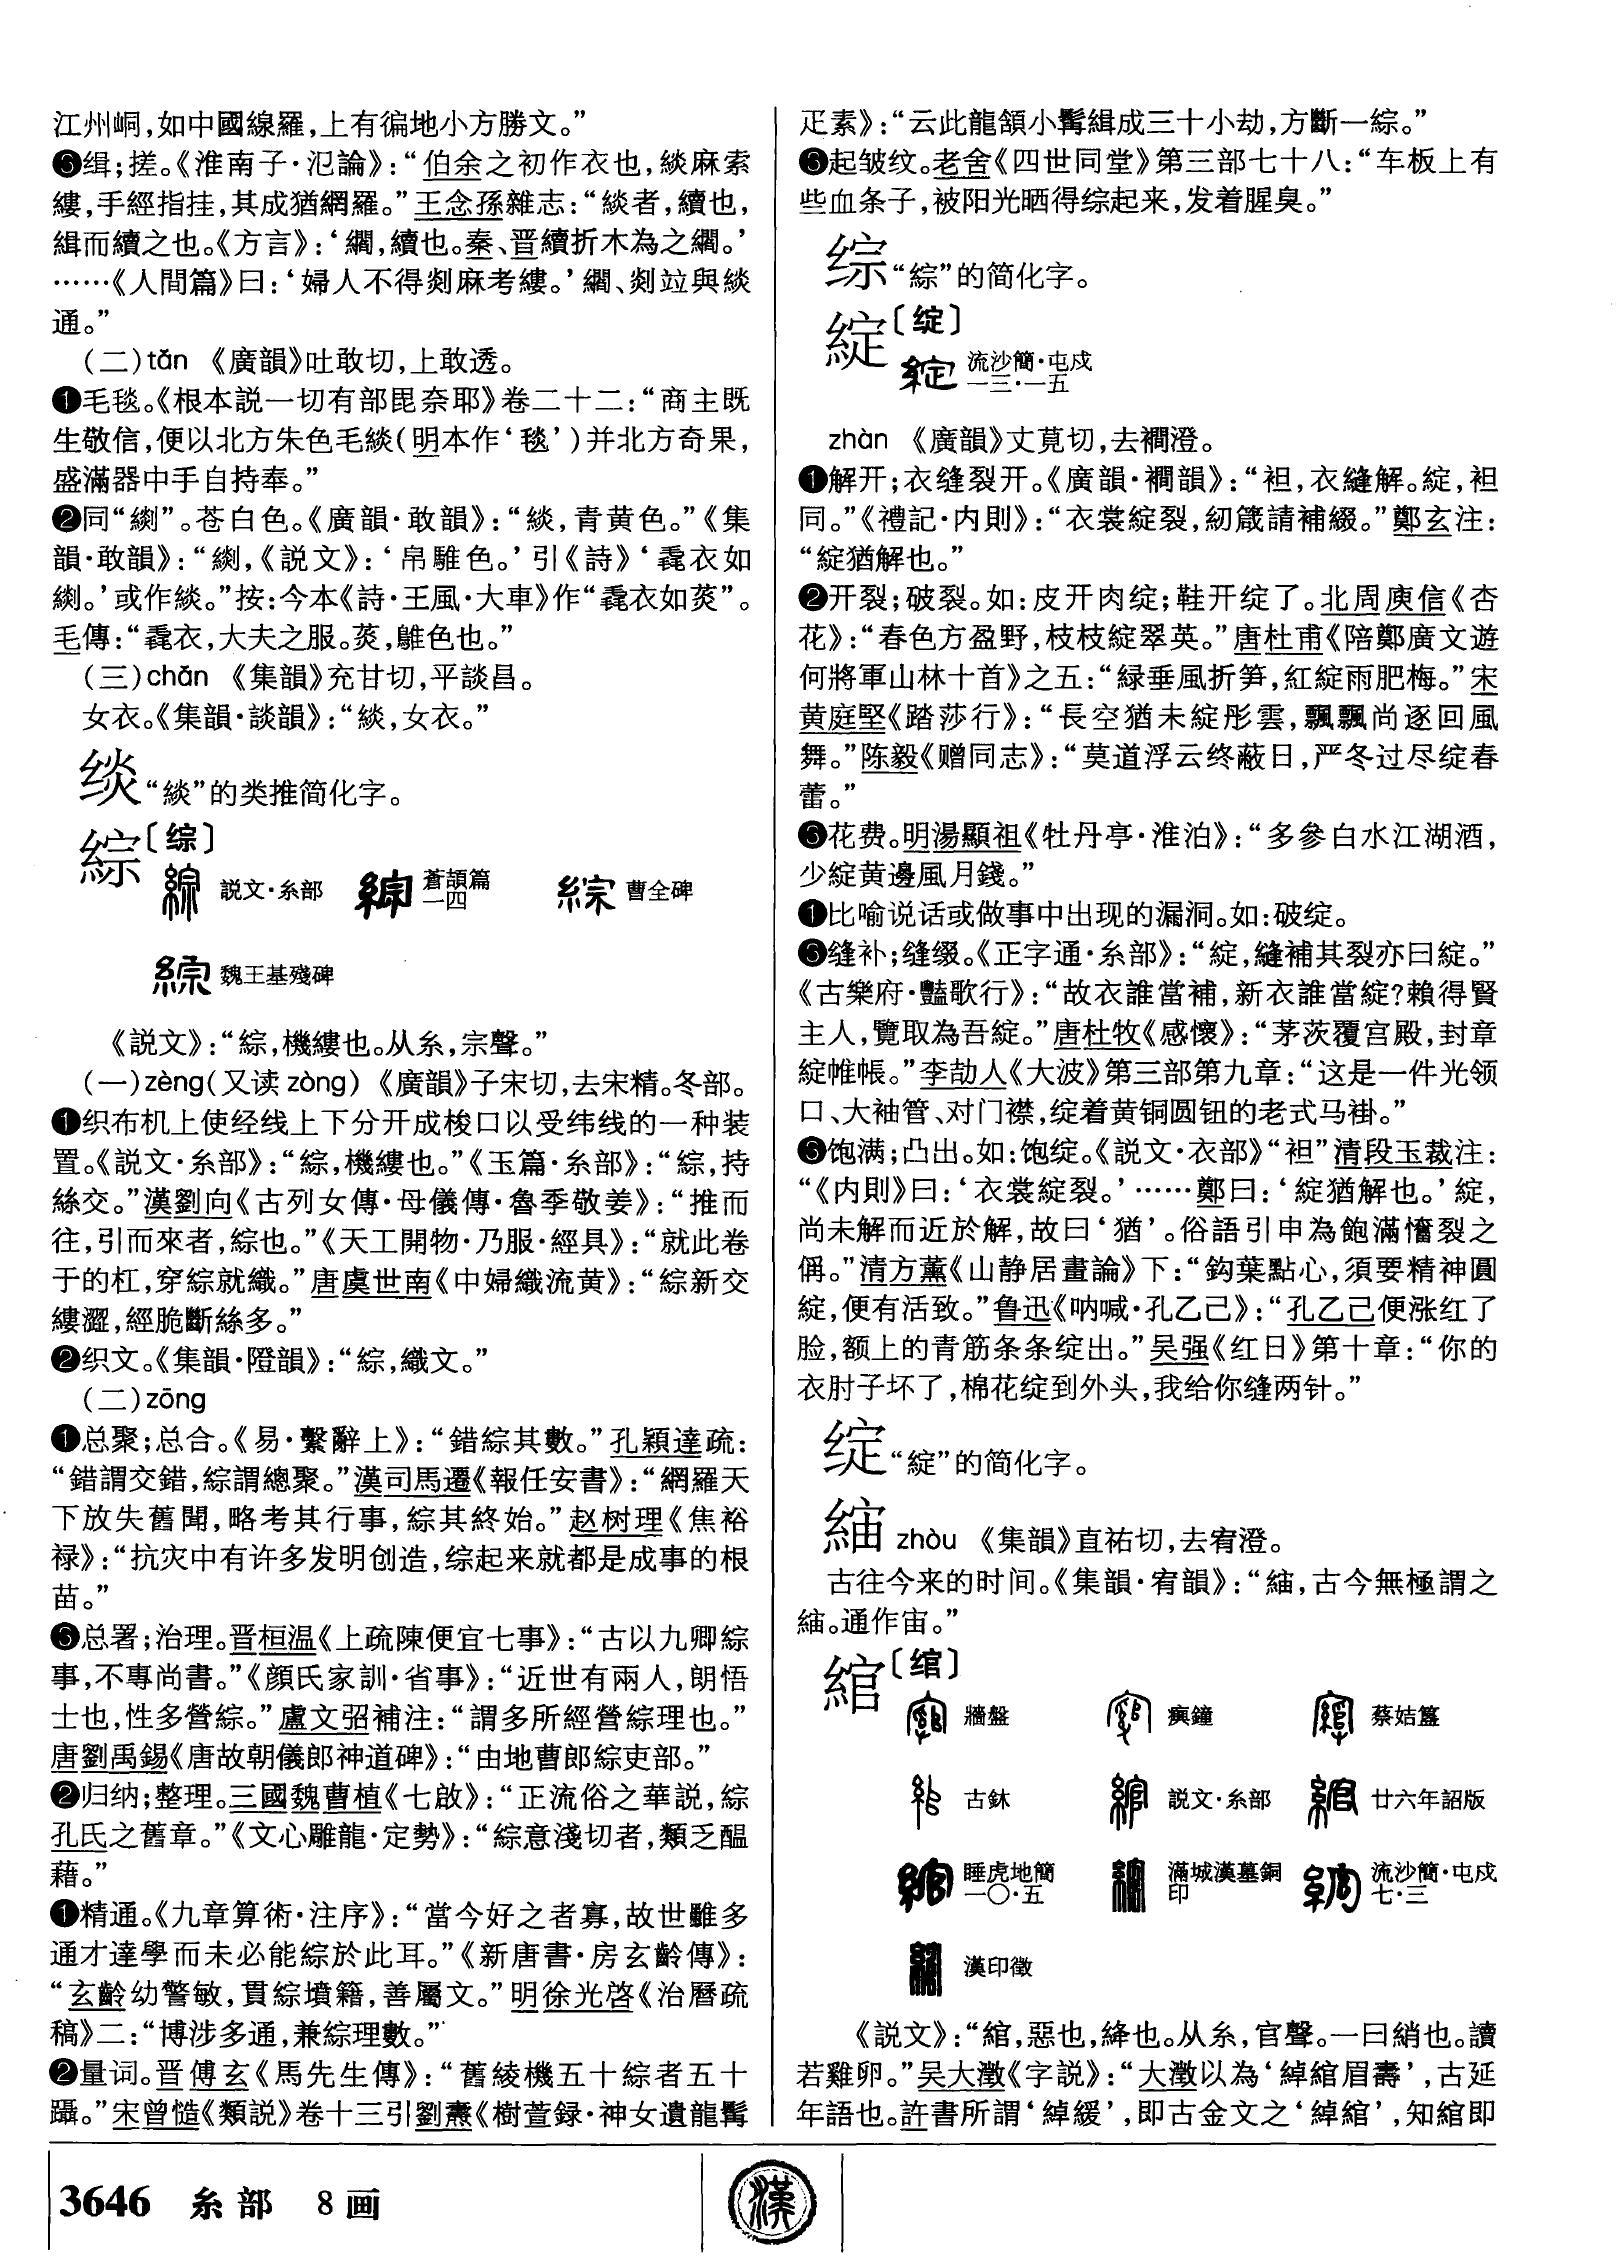 江州峒，如中國線羅，上有徧地小方勝文。”
❸缉；搓。《淮南子·氾論》：“伯余之初作衣也，緂麻索
縷，手經指挂，其成猶網羅。”王念孫雜志：“緂者，續也，
緝而續之也。《方言》：‘繝，續也。秦、晋續折木為之繝。’
……《人間篇》曰：‘婦人不得剡麻考縷。’繝、剡竝與緂
通。”
（二）tǎn 《廣韻》吐敢切，上敢透。
❶毛毯。《根本説一切有部毘奈耶》卷二十二：“商主既
生敬信，便以北方朱色毛緂（明本作‘毯’）并北方奇果，
盛滿器中手自持奉。”
❷同“緅”。苍白色。《廣韻·敢韻》：“緂，青黄色。”《集
韻·敢韻》：“，《説文》：‘帛騅色。’引《詩》‘毳衣如
。’或作緂。”按：今本《詩·王風·大車》作“毳衣如菼”。
毛傳：“毳衣，大夫之服。菼，鵻色也。”
（三）chān 《集韻》充甘切，平談昌。
女衣。《集韻·談韻》：“緂，女衣。”
𬘘“緂”的类推简化字。
綜〔综〕
説文·糸部 蒼頡篇一四 曹全碑
魏王基殘碑
《説文》：“綜，機縷也。从糸，宗聲。”
（一）zèng（又读zòng） 《廣韻》子宋切，去宋精。冬部。
❶织布机上使经线上下分开成梭口以受纬线的一种装
置。《説文·糸部》：“綜，機縷也。”《玉篇·糸部》：“綜，持
絲交。”漢劉向《古列女傳·母儀傳·魯季敬姜》：“推而
往，引而來者，綜也。”《天工開物·乃服·經具》：“就此卷
于的杠，穿綜就織。”唐虞世南《中婦織流黄》：“綜新交
縷澀，經脆斷絲多。”
❷织文。《集韻·隥韻》：“綜，織文。”
（二）zōng
❶总聚；总合。《易·繫辭上》：“錯綜其數。”孔穎達疏：
“錯謂交錯，綜謂總聚。”漢司馬遷《報任安書》：“網羅天
下放失舊聞，略考其行事，綜其終始。”赵树理《焦裕
禄》：“抗灾中有许多发明创造，综起来就都是成事的根
苗。”
❸总署；治理。晋桓温《上疏陳便宜七事》：“古以九卿綜
事，不專尚書。”《顔氏家訓·省事》：“近世有兩人，朗悟
士也，性多營綜。”盧文弨補注：“謂多所經營綜理也。”
唐劉禹錫《唐故朝儀郎神道碑》：“由地曹郎綜吏部。”
❷归纳；整理。三國魏曹植《七啟》：“正流俗之華説，綜
孔氏之舊章。”《文心雕龍·定勢》：“綜意淺切者，類乏醖
藉。”
❶精通。《九章算術·注序》：“當今好之者寡，故世雖多
通才達學而未必能綜於此耳。”《新唐書·房玄齡傳》：
“玄齡幼警敏，貫綜墳籍，善屬文。”明徐光啓《治曆疏
稿》二：“博涉多通，兼綜理數。”
❷量词。晋傅玄《馬先生傳》：“舊綾機五十綜者五十
躡。”宋曾慥《類説》卷十三引劉燾《樹萱録·神女遺龍髯
疋素》：“云此龍頷小髯緝成三十小劫，方斷一綜。”
❸起皱纹。老舍《四世同堂》第三部七十八：“车板上有
些血条子，被阳光晒得综起来，发着腥臭。”
综“綜”的简化字。
綻〔绽〕
流沙簡·屯戍一三·一五
zhàn 《廣韻》丈莧切，去襇澄。
❶解开；衣缝裂开。《廣韻·襇韻》：“袒，衣縫解。綻，袒
同。”《禮記·内則》：“衣裳綻裂，紉箴請補綴。”鄭玄注：
“綻猶解也。”
❷开裂；破裂。如：皮开肉绽；鞋开绽了。北周庾信《杏
花》：“春色方盈野，枝枝綻翠英。”唐杜甫《陪鄭廣文遊
何將軍山林十首》之五：“緑垂風折笋，紅綻雨肥梅。”宋
黄庭堅《踏莎行》：“長空猶未綻彤雲，飄飄尚逐回風
舞。”陈毅《赠同志》：“莫道浮云终蔽日，严冬过尽绽春
蕾。”
❸花费。明湯顯祖《牡丹亭·淮泊》：“多參白水江湖酒，
少綻黄邊風月錢。”
❶比喻说话或做事中出现的漏洞。如：破绽。
❸缝补；缝缀。《正字通·糸部》：“綻，縫補其裂亦曰綻。”
《古樂府·豔歌行》：“故衣誰當補，新衣誰當綻？賴得賢
主人，覽取為吾綻。”唐杜牧《感懷》：“茅茨覆宫殿，封章
綻帷帳。”李劼人《大波》第三部第九章：“这是一件光领
口、大袖管、对门襟，绽着黄铜圆钮的老式马褂。”
❸饱满；凸出。如：饱绽。《説文·衣部》“袒”清段玉裁注：
“《内則》曰：‘衣裳綻裂。’……鄭曰：‘綻猶解也。’綻，
尚未解而近於解，故曰‘猶’。俗語引申為飽滿㦧裂之
偁。”清方薰《山静居畫論》下：“鈎葉點心，須要精神圓
綻，便有活致。”鲁迅《呐喊·孔乙己》：“孔乙己便涨红了
脸，额上的青筋条条绽出。”吴强《红日》第十章：“你的
衣肘子坏了，棉花绽到外头，我给你缝两针。”
绽“綻”的简化字。
䌷 zhòu 《集韻》直祐切，去宥澄。
古往今来的时间。《集韻·宥韻》：“，古今無極謂之
。通作宙。”
綰〔绾〕
牆盤 𤼈鐘 蔡姞簋
古鉥 説文·糸部 廿六年詔版
睡虎地簡一〇·五 滿城漢墓銅印 流沙簡·屯戍七·三
漢印徵
《説文》：“綰，惡也，絳也。从糸，官聲。一曰綃也。讀
若雞卵。”吴大澂《字説》：“大澂以為‘綽綰眉壽’，古延
年語也。許書所謂‘綽緩’，即古金文之‘綽綰’，知綰即
3646 糸部 8画
漢